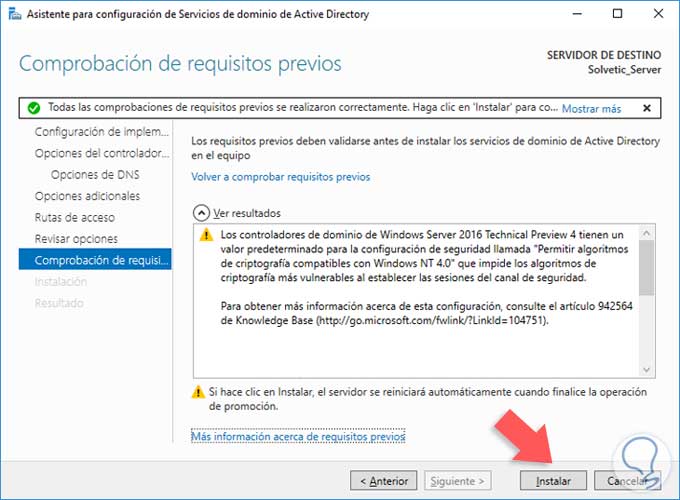 Asistente para configuración de Servicios de dominio de Active Directory
Comprobación de requisitos previos
SERVIDOR DE DESTINO
Solvetic_Server
Todas las comprobaciones de requisitos previos se realizaron correctamente. Haga clic en 'Instalar' para co...
Mostrar más
Configuración de implem...
Opciones del controlador...
Opciones de DNS
Opciones adicionales
Rutas de acceso
Revisar opciones
Comprobación de requisi...
Instalación
Resultado
Los requisitos previos deben validarse antes de instalar los servicios de dominio de Active Directory
en el equipo
Volver a comprobar requisitos previos
Ver resultados
Los controladores de dominio de Windows Server 2016 Technical Preview 4 tienen un
valor predeterminado para la configuración de seguridad llamada "Permitir algoritmos
de criptografía compatibles con Windows NT 4.0" que impide los algoritmos de
criptografía más vulnerables al establecer las sesiones del canal de seguridad.
Para obtener más información acerca de esta configuración, consulte el artículo 942564
de Knowledge Base (http://go.microsoft.com/fwlink/?LinkId=104751).
Si hace clic en Instalar, el servidor se reiniciará automáticamente cuando finalice la operación
de promoción.
Más información acerca de requisitos previos
< Anterior
Siguiente >
Instalar
Cancelar